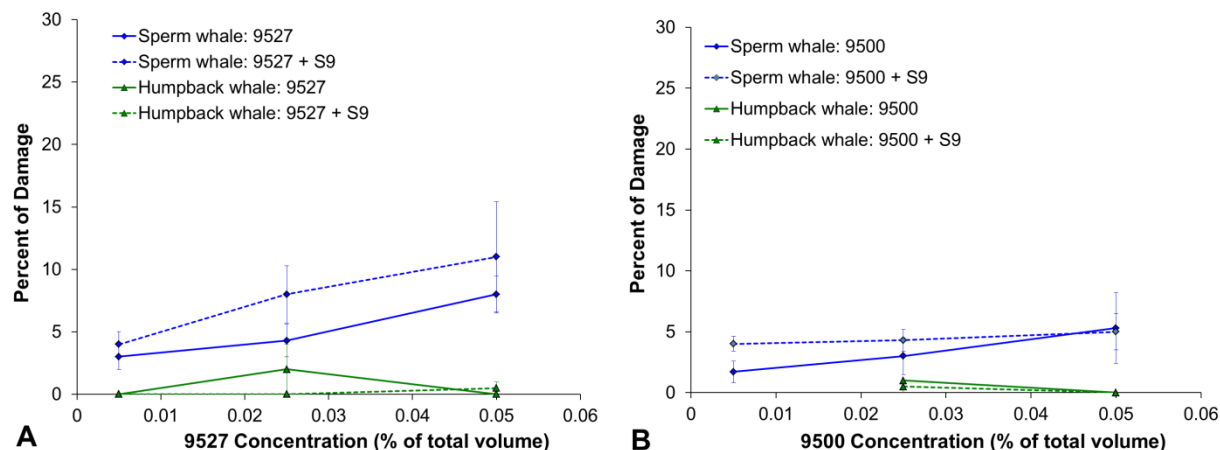 30
25
20
15
10
5
0
Percent of Damage
Sperm whale: 9527
Sperm whale: 9527 + S9
Humpback whale: 9527
Humpback whale: 9527 + S9
0 0.01 0.02 0.03 0.04 0.05 0.06
A 9527 Concentration (% of total volume)
30
25
20
15
10
5
0
Percent of Damage
Sperm whale: 9500
Sperm whale: 9500 + S9
Humpback whale: 9500
Humpback whale: 9500 + S9
0 0.01 0.02 0.03 0.04 0.05 0.06
B 9500 Concentration (% of total volume)